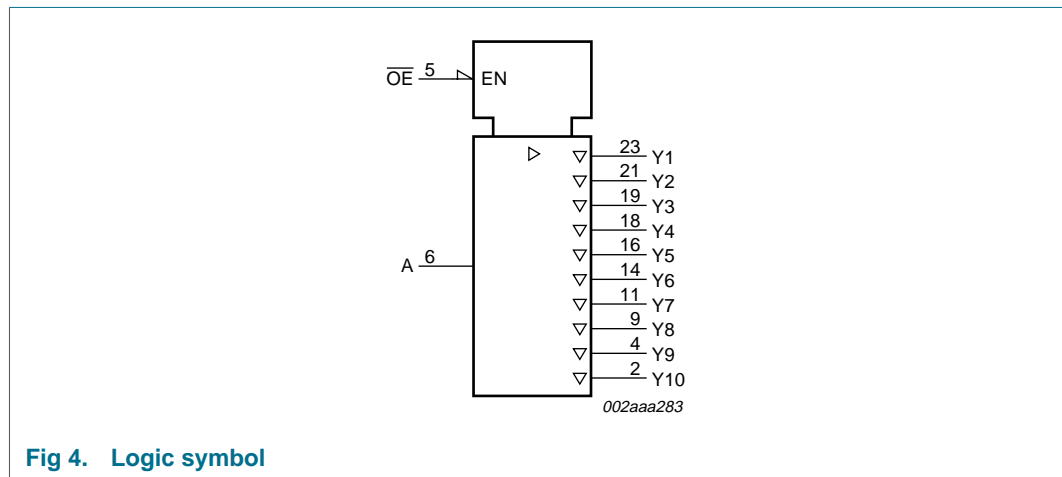 O̅E̅ 5 EN
23 Y1
21 Y2
19 Y3
18 Y4
16 Y5
A 6
14 Y6
11 Y7
9 Y8
4 Y9
2 Y10
002aaa283
Fig 4. Logic symbol